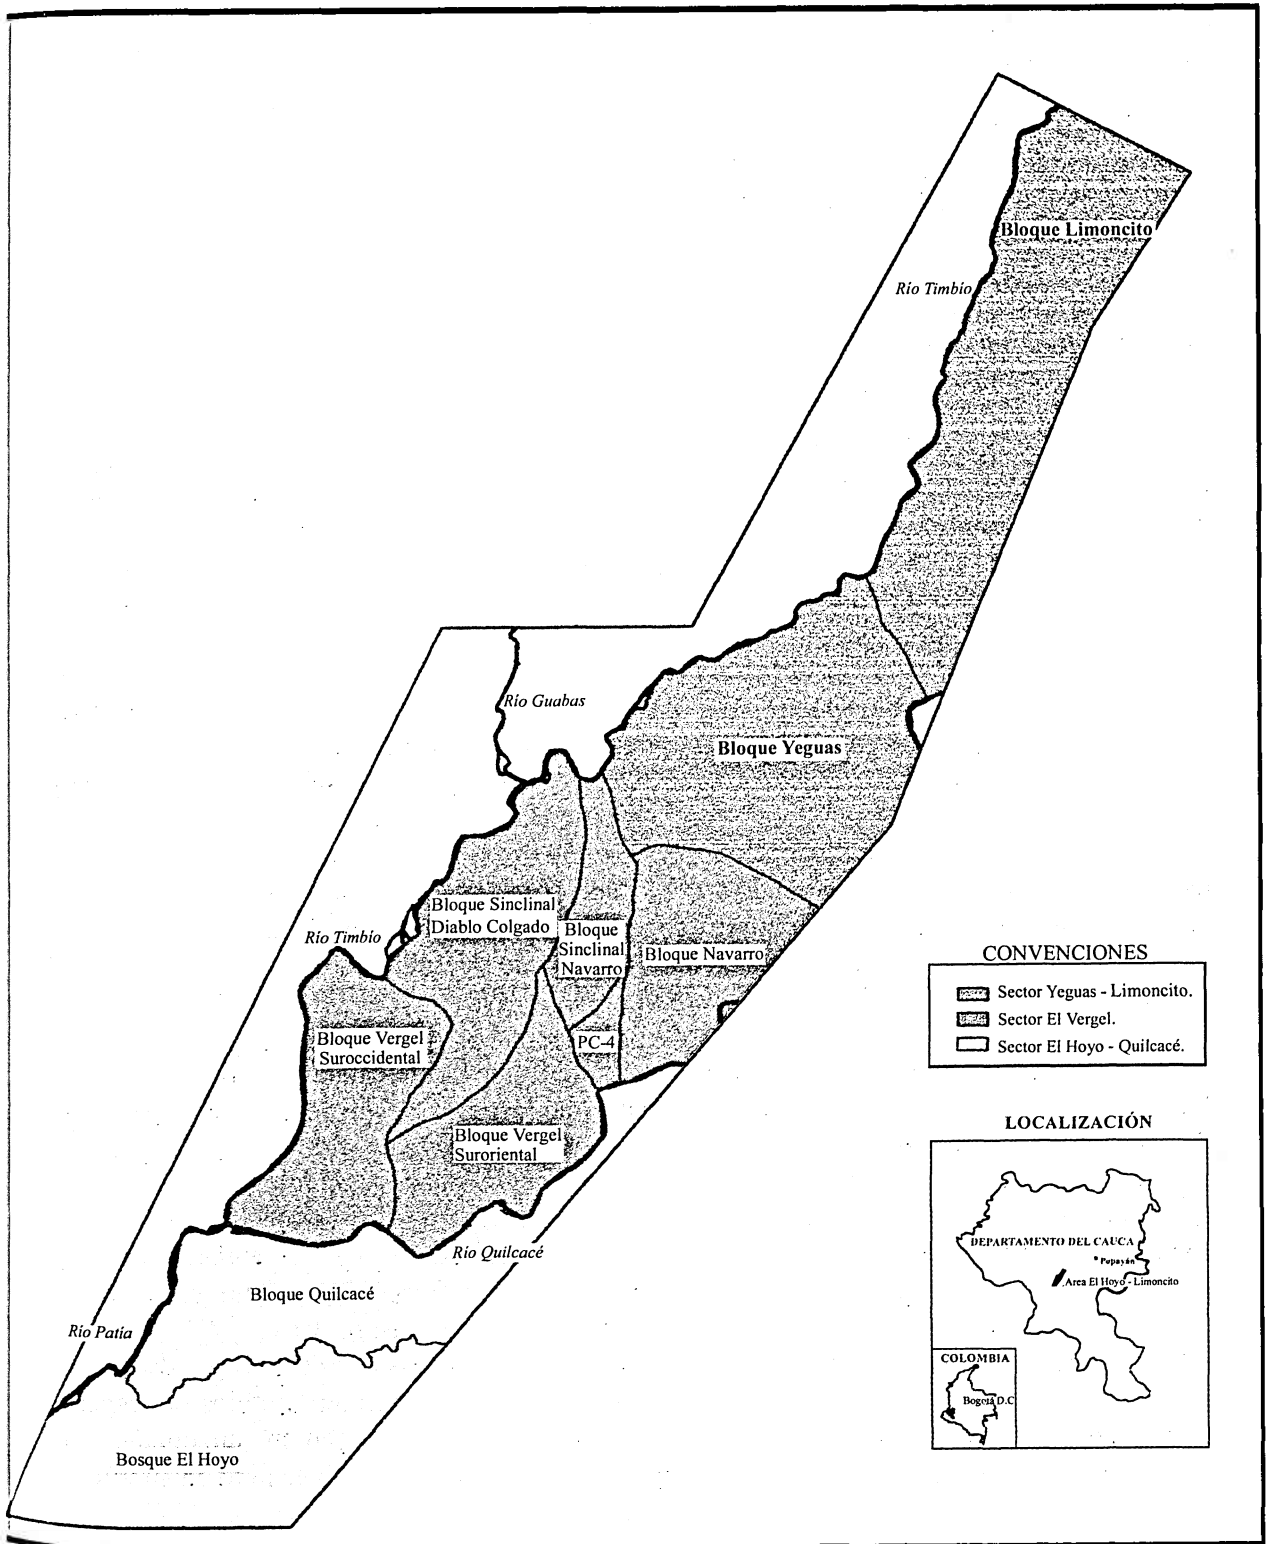 Bloque Limoncito
Río Timbío
Río Guabas
Bloque Yeguas
Bloque Sinclinal
Diablo Colgado
Bloque
Sinclinal
Navarro
Bloque Navarro
Río Timbío
Bloque Vergel
Suroccidental
PC-4
Bloque Vergel
Suroriental
Río Quilcacé
Bloque Quilcacé
Río Patía
Bosque El Hoyo
CONVENCIONES
Sector Yeguas - Limoncito.
Sector El Vergel.
Sector El Hoyo - Quilcacé.
LOCALIZACIÓN
DEPARTAMENTO DEL CAUCA
Popayán
Area El Hoyo - Limoncito
COLOMBIA
Bogotá D.C